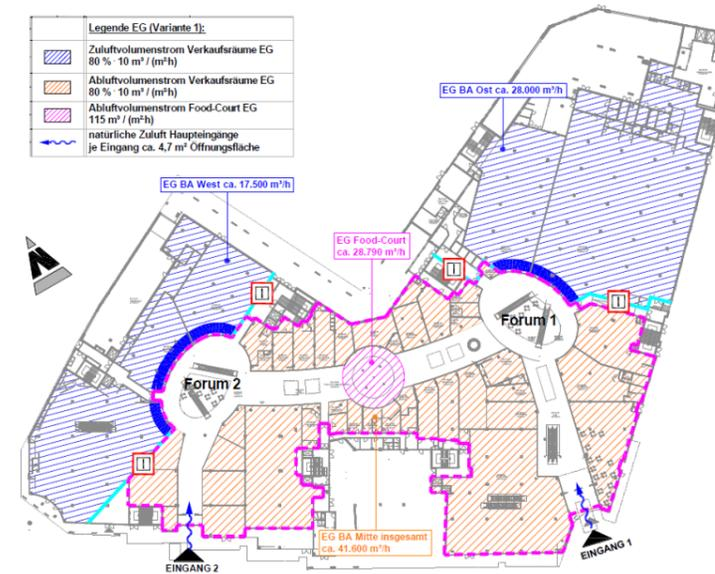 Legende EG (Variante 1):
Zuluftvolumenstrom Verkaufsräume EG
80 % · 10 m³ / (m²h)
Abluftvolumenstrom Verkaufsräume EG
80 % · 10 m³ / (m²h)
Abluftvolumenstrom Food-Court EG
115 m³ / (m²h)
natürliche Zuluft Haupteingänge
je Eingang ca. 4,7 m² Öffnungsfläche
EG BA Ost ca. 28.000 m³/h
EG BA West ca. 17.500 m³/h
EG Food-Court
ca. 28.790 m³/h
N
Forum 1
Forum 2
EG BA Mitte insgesamt
ca. 41.600 m³/h
EINGANG 1
EINGANG 2